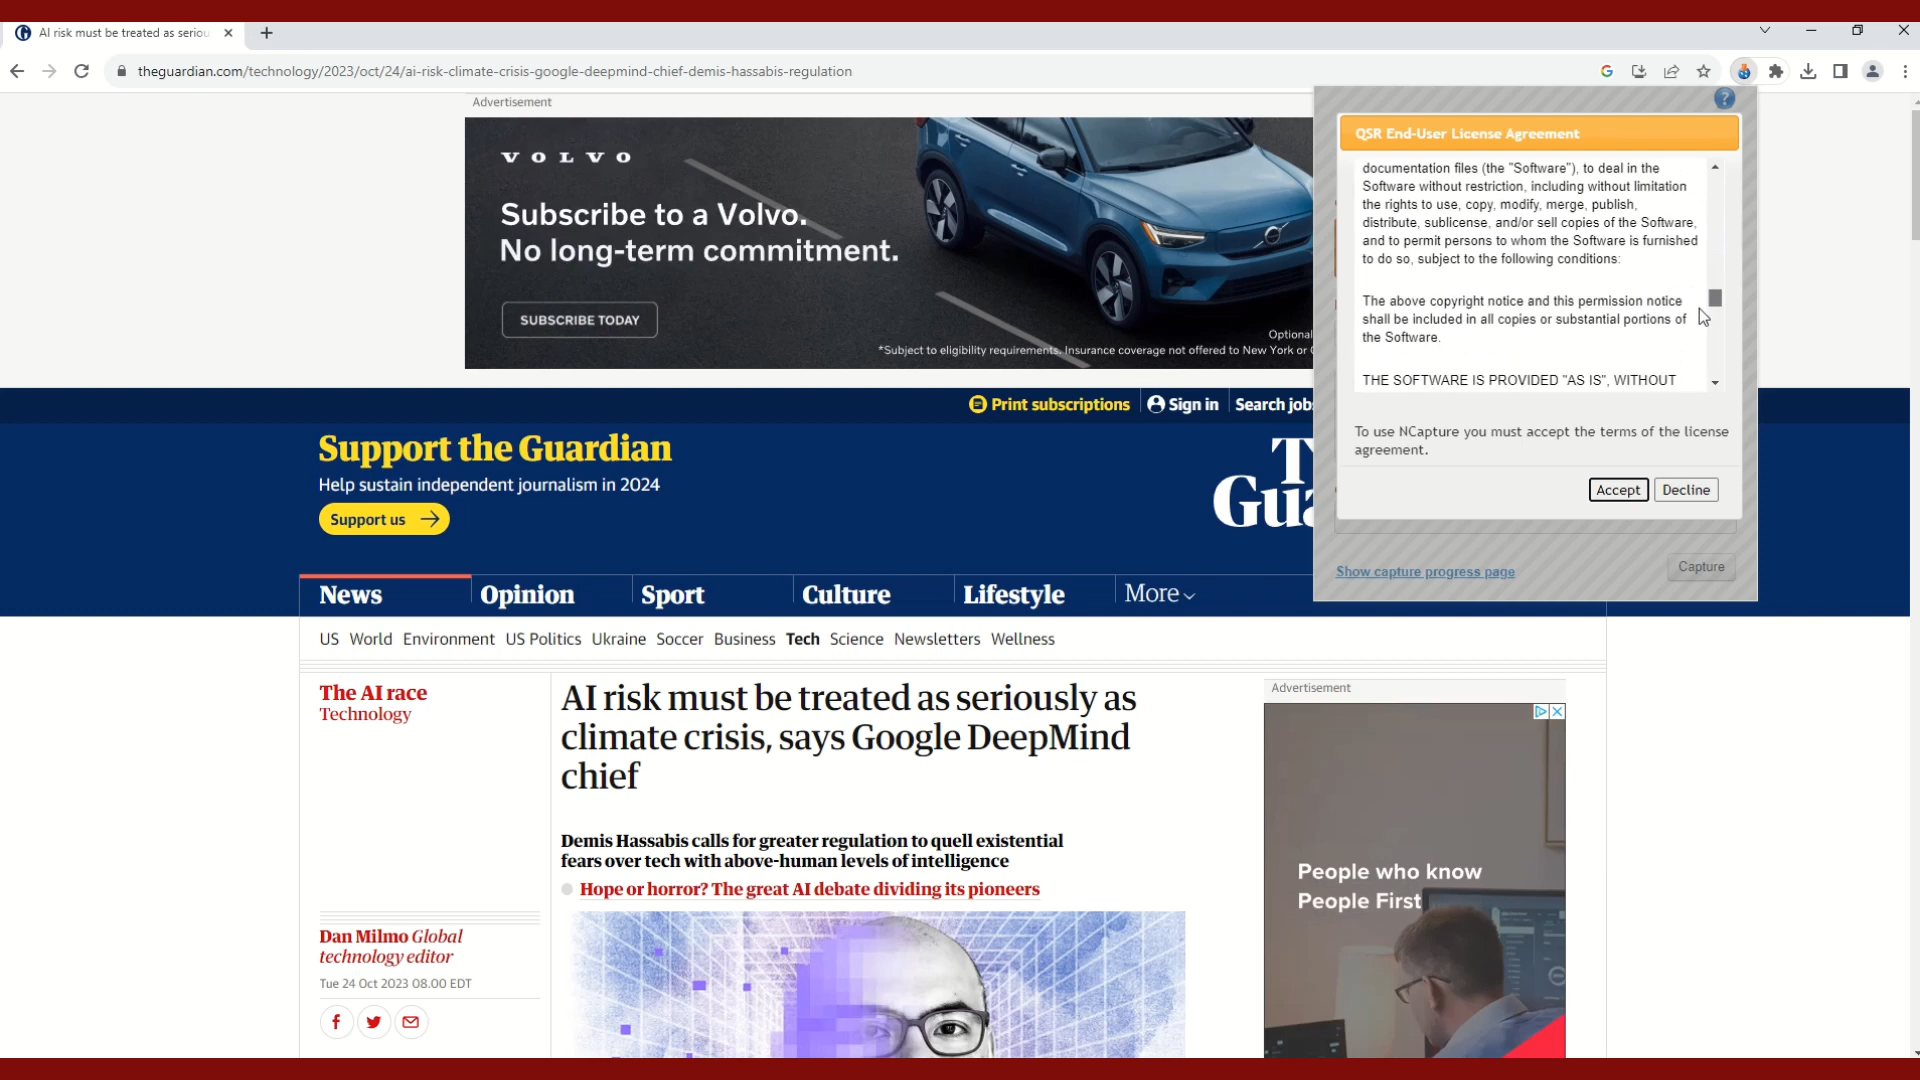 AI risk must be treated as seriou
theguardian.com/technology/2023/oct/24/ai-risk-climate-crisis-google-deepmind-chief-demis-hassabis-regulation
Advertisement
VOLVO
Subscribe to a Volvo.
No long-term commitment.
SUBSCRIBE TODAY
Optional
*Subject to eligibility requirements. Insurance coverage not offered to New York or
?
QSR End-User License Agreement
documentation files (the "Software"), to deal in the
Software without restriction, including without limitation
the rights to use, copy, modify, merge, publish,
distribute, sublicense, and/or sell copies of the Software,
and to permit persons to whom the Software is furnished
to do so, subject to the following conditions:
The above copyright notice and this permission notice
shall be included in all copies or substantial portions of
the Software.
THE SOFTWARE IS PROVIDED "AS IS", WITHOUT
To use NCapture you must accept the terms of the license
agreement.
Accept Decline
Show capture progress page
Capture
Print subscriptions Sign in Search job
Support the Guardian
Help sustain independent journalism in 2024
Support us
News Opinion Sport Culture Lifestyle More
US World Environment US Politics Ukraine Soccer Business Tech Science Newsletters Wellness
The AI race
Technology
AI risk must be treated as seriously as
climate crisis, says Google DeepMind
chief
Demis Hassabis calls for greater regulation to quell existential
fears over tech with above-human levels of intelligence
Hope or horror? The great AI debate dividing its pioneers
Dan Milmo Global
technology editor
Tue 24 Oct 2023 08.00 EDT
Advertisement
People who know
People First